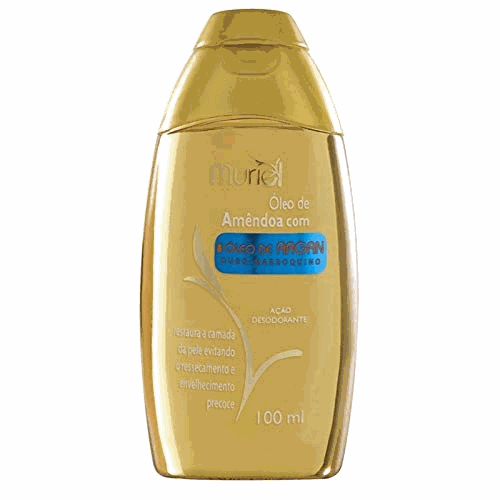 muriel
Óleo de
Amêndoa com
ÓLEO DE ARGAN
OURO MARROQUINO
AÇÃO
DESODORANTE
restaura a camada
da pele evitando
o ressecamento e
envelhecimento
precoce
100 ml